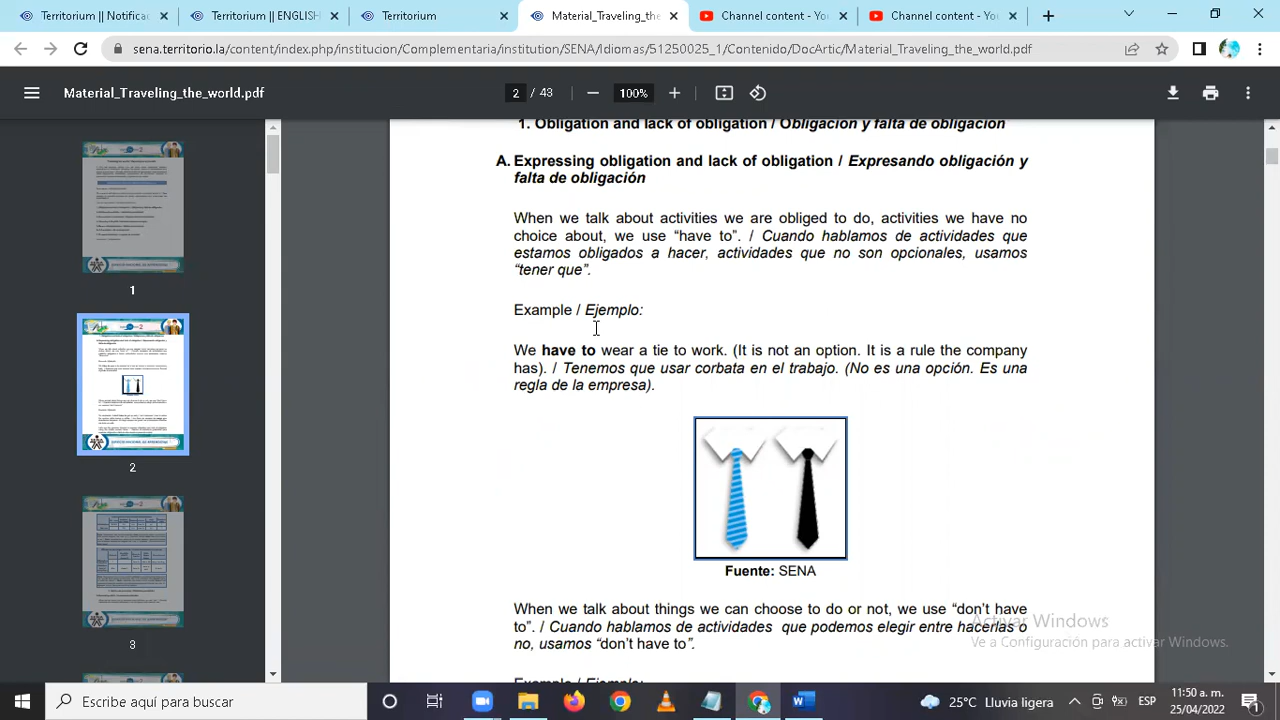 Territorium || Notificac
Territorium || ENGLISH
Territorium
Material_Traveling_the_
Channel content - You
Channel content - You
sena.territorio.la/content/index.php/institucion/Complementaria/institution/SENA/Idiomas/51250025_1/Contenido/DocArtic/Material_Traveling_the_world.pdf
Material_Traveling_the_world.pdf
2 / 43
100%
1. Obligation and lack of obligation / Obligación y falta de obligación
A. Expressing obligation and lack of obligation / Expresando obligación y
falta de obligación
When we talk about activities we are obliged to do, activities we have no
choice about, we use “have to”. / Cuando hablamos de actividades que
estamos obligados a hacer, actividades que no son opcionales, usamos
“tener que”.
Example / Ejemplo:
We have to wear a tie to work. (It is not an option. It is a rule the company
has). / Tenemos que usar corbata en el trabajo. (No es una opción. Es una
regla de la empresa).
Fuente: SENA
When we talk about things we can choose to do or not, we use “don’t have
to”. / Cuando hablamos de actividades que podemos elegir entre hacerlas o
no, usamos “don’t have to”.
Example / Ejemplo:
1
2
3
Activar Windows
Ve a Configuración para activar Windows.
Escribe aquí para buscar
25°C Lluvia ligera
ESP
11:50 a. m.
25/04/2022
1